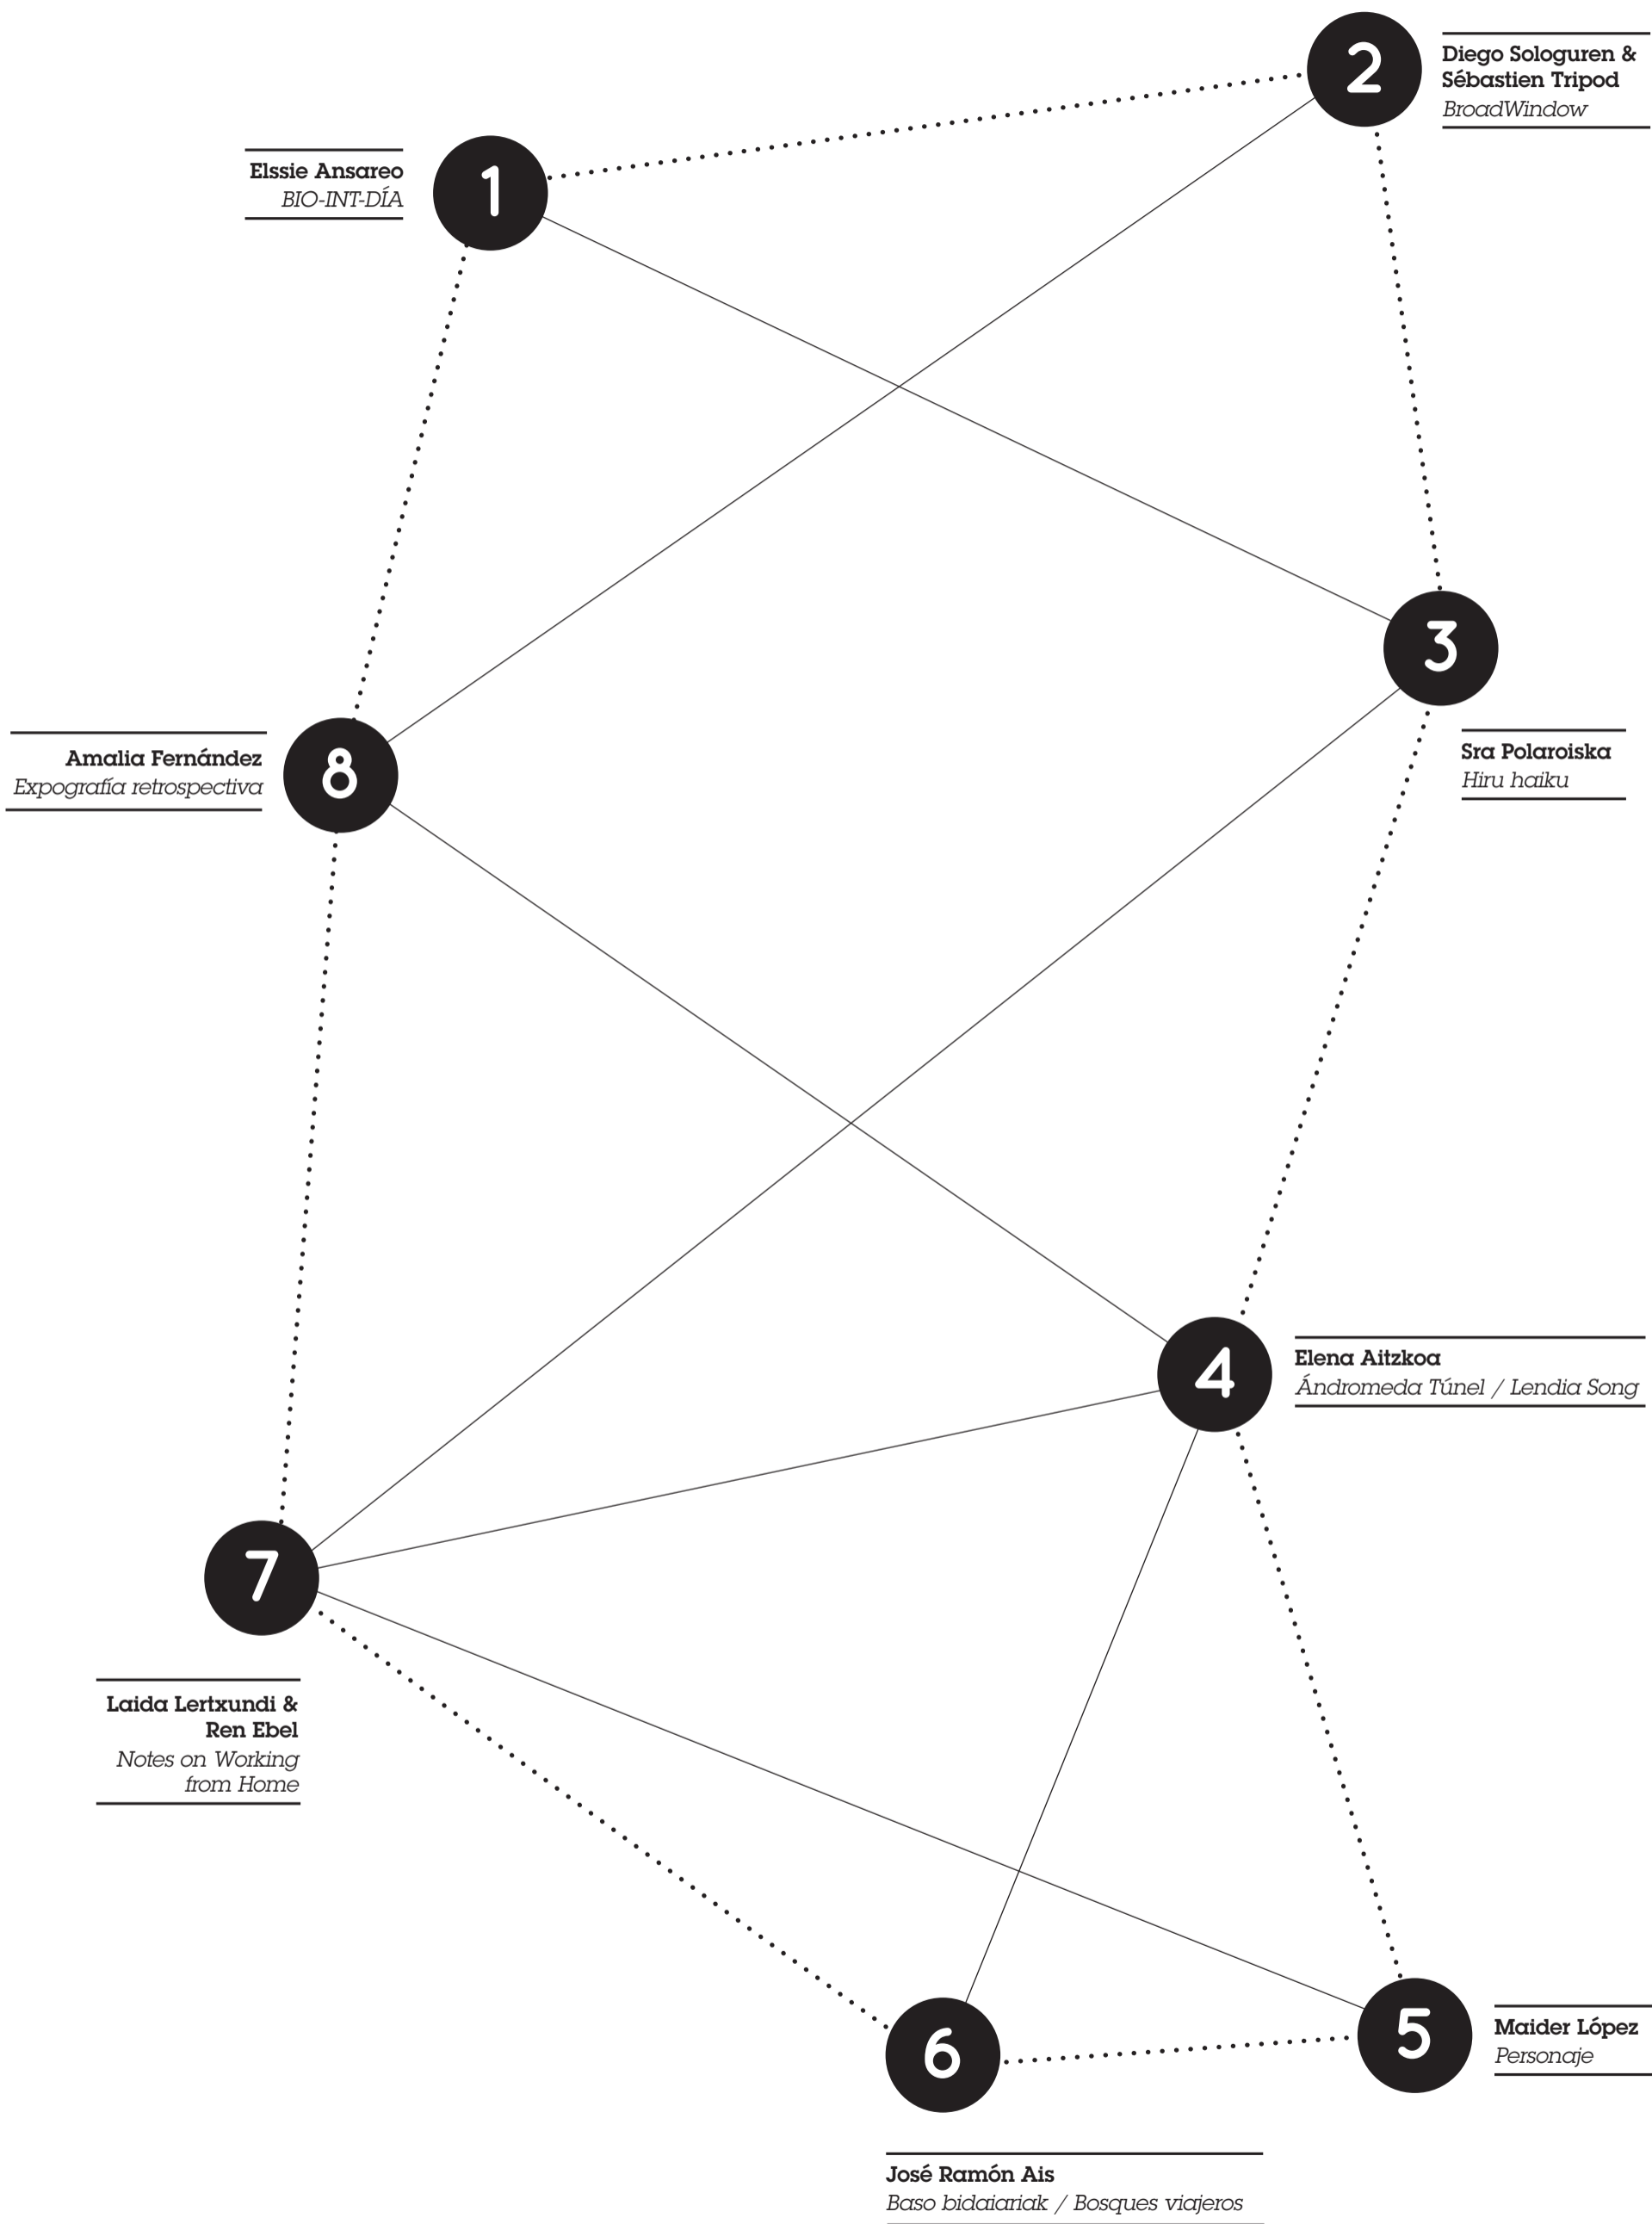 2
Diego Sologuren &
Sébastien Tripod
BroadWindow
1
Elssie Ansareo
BIO-INT-DÍA
3
Sra Polaroiska
Hiru haiku
8
Amalia Fernández
Expografía retrospectiva
4
Elena Aitzkoa
Ándromeda Túnel / Lendia Song
7
Laida Lertxundi &
Ren Ebel
Notes on Working
from Home
5
Maider López
Personaje
6
José Ramón Ais
Baso bidaiariak / Bosques viajeros